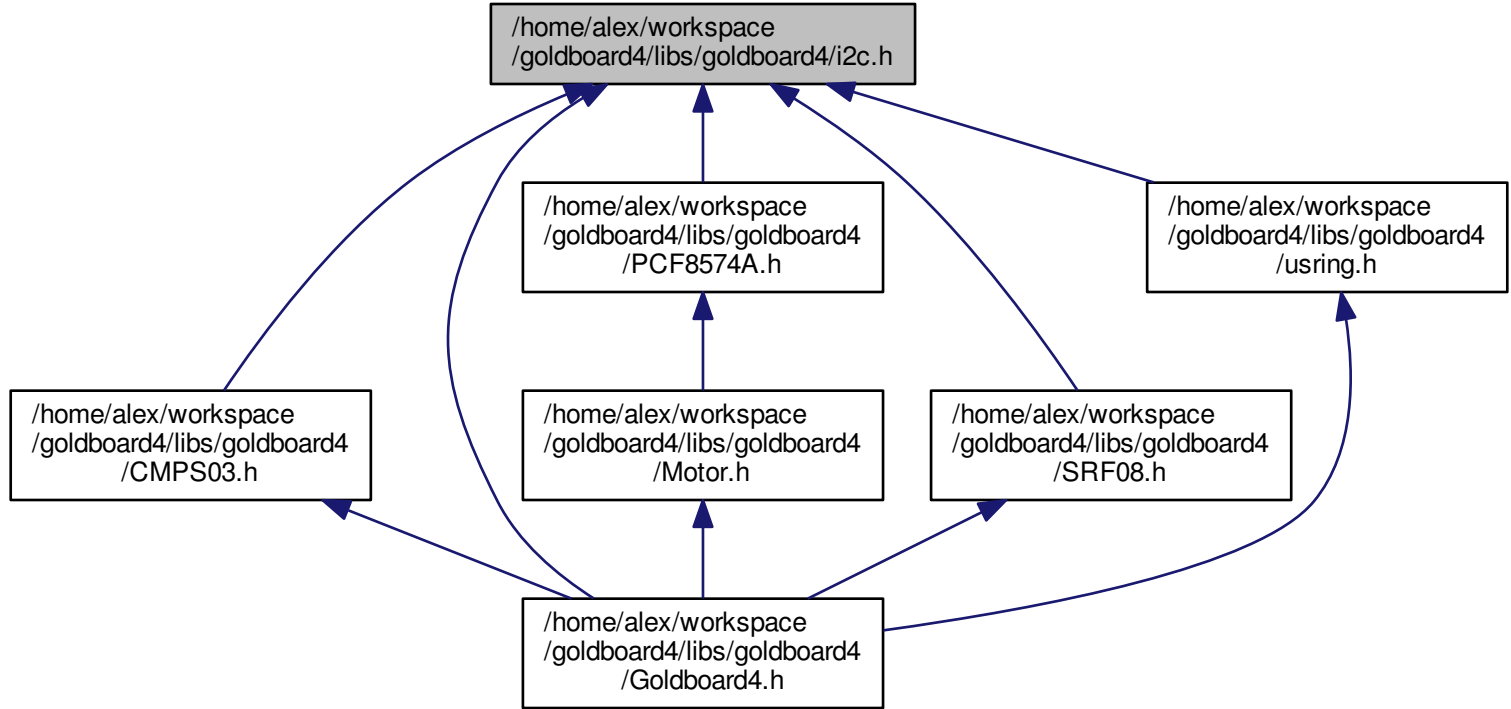 /home/alex/workspace
/goldboard4/libs/goldboard4/i2c.h
/home/alex/workspace
/goldboard4/libs/goldboard4
/PCF8574A.h
/home/alex/workspace
/goldboard4/libs/goldboard4
/usring.h
/home/alex/workspace
/goldboard4/libs/goldboard4
/CMPS03.h
/home/alex/workspace
/goldboard4/libs/goldboard4
/Motor.h
/home/alex/workspace
/goldboard4/libs/goldboard4
/SRF08.h
/home/alex/workspace
/goldboard4/libs/goldboard4
/Goldboard4.h